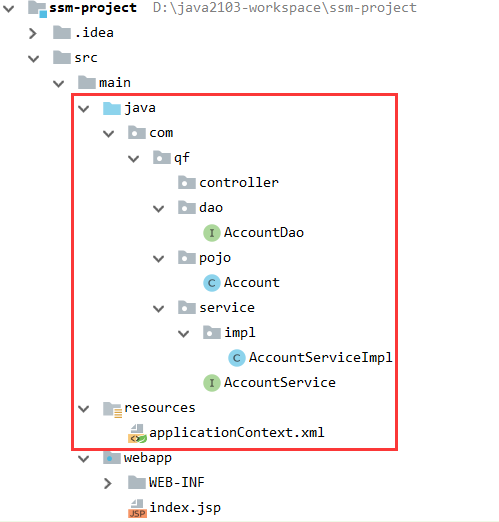 ssm-project D:\java2103-workspace\ssm-project
.idea
src
main
java
com
qf
controller
dao
I AccountDao
pojo
C Account
service
impl
C AccountServiceImpl
I AccountService
resources
applicationContext.xml
webapp
WEB-INF
JSP index.jsp